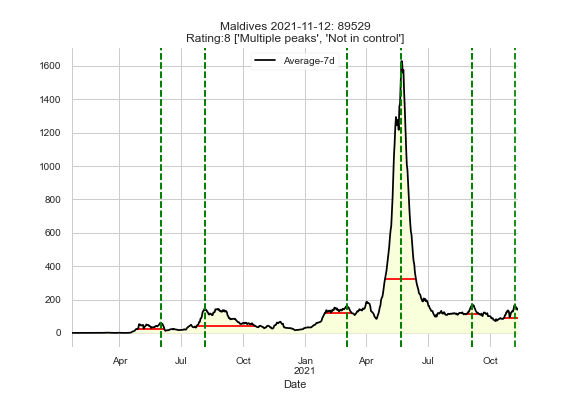 Maldives 2021-11-12: 89529
Rating:8 ['Multiple peaks', 'Not in control']
Average-7d
1600
1400
1200
1000
800
600
400
200
0
Apr
Jul
Oct
Jan
2021
Apr
Jul
Oct
Date